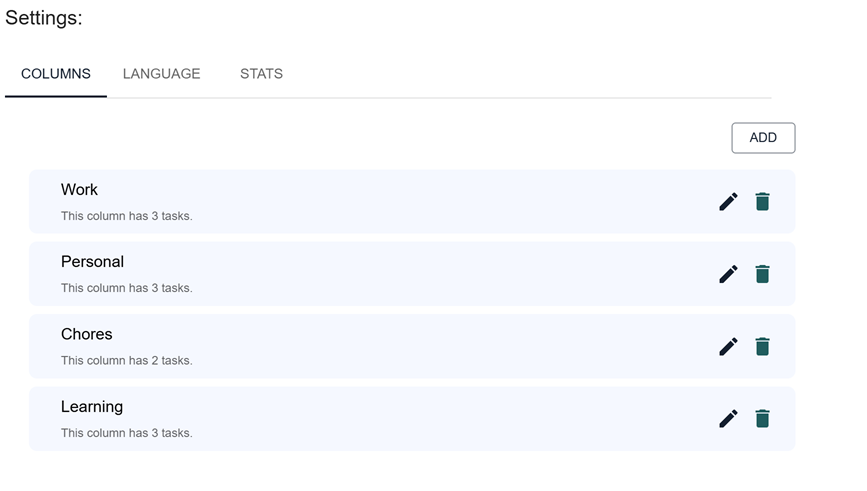 Settings:
COLUMNS LANGUAGE STATS
ADD
Work
This column has 3 tasks.
Personal
This column has 3 tasks.
Chores
This column has 2 tasks.
Learning
This column has 3 tasks.